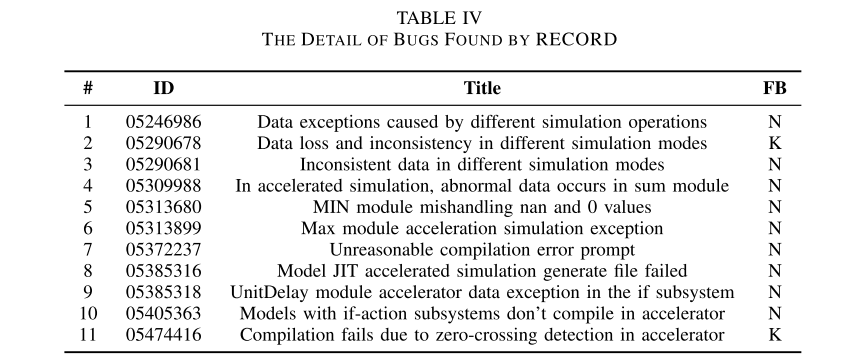 TABLE IV
THE DETAIL OF BUGS FOUND BY RECORD
# ID Title FB
1 05246986 Data exceptions caused by different simulation operations N
2 05290678 Data loss and inconsistency in different simulation modes K
3 05290681 Inconsistent data in different simulation modes N
4 05309988 In accelerated simulation, abnormal data occurs in sum module N
5 05313680 MIN module mishandling nan and 0 values N
6 05313899 Max module acceleration simulation exception N
7 05372237 Unreasonable compilation error prompt N
8 05385316 Model JIT accelerated simulation generate file failed N
9 05385318 UnitDelay module accelerator data exception in the if subsystem N
10 05405363 Models with if-action subsystems don't compile in accelerator N
11 05474416 Compilation fails due to zero-crossing detection in accelerator K